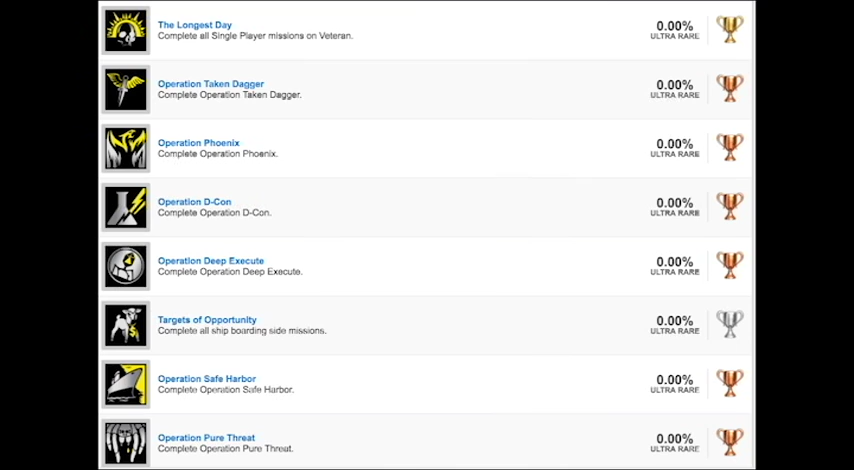 The Longest Day
Complete all Single Player missions on Veteran.
0.00%
ULTRA RARE
Operation Taken Dagger
Complete Operation Taken Dagger.
0.00%
ULTRA RARE
Operation Phoenix
Complete Operation Phoenix.
0.00%
ULTRA RARE
Operation D-Con
Complete Operation D-Con.
0.00%
ULTRA RARE
Operation Deep Execute
Complete Operation Deep Execute.
0.00%
ULTRA RARE
Targets of Opportunity
Complete all ship boarding side missions.
0.00%
ULTRA RARE
Operation Safe Harbor
Complete Operation Safe Harbor.
0.00%
ULTRA RARE
Operation Pure Threat
Complete Operation Pure Threat.
0.00%
ULTRA RARE